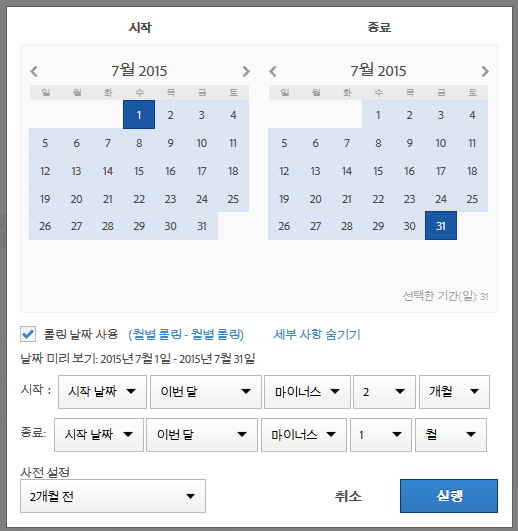 시작 종료
7월 2015 7월 2015
일 월 화 수 목 금 토 일 월 화 수 목 금 토
1 2 3 4 1 2 3 4
5 6 7 8 9 10 11 5 6 7 8 9 10 11
12 13 14 15 16 17 18 12 13 14 15 16 17 18
19 20 21 22 23 24 25 19 20 21 22 23 24 25
26 27 28 29 30 31 26 27 28 29 30 31
선택한 기간(일): 31
롤링 날짜 사용 (월별 롤링 - 월별 롤링) 세부 사항 숨기기
날짜 미리 보기: 2015년 7월 1일 - 2015년 7월 31일
시작 : 시작 날짜 이번 달 마이너스 2 개월
종료: 시작 날짜 이번 달 마이너스 1 월
사전 설정
2개월 전 취소 실행